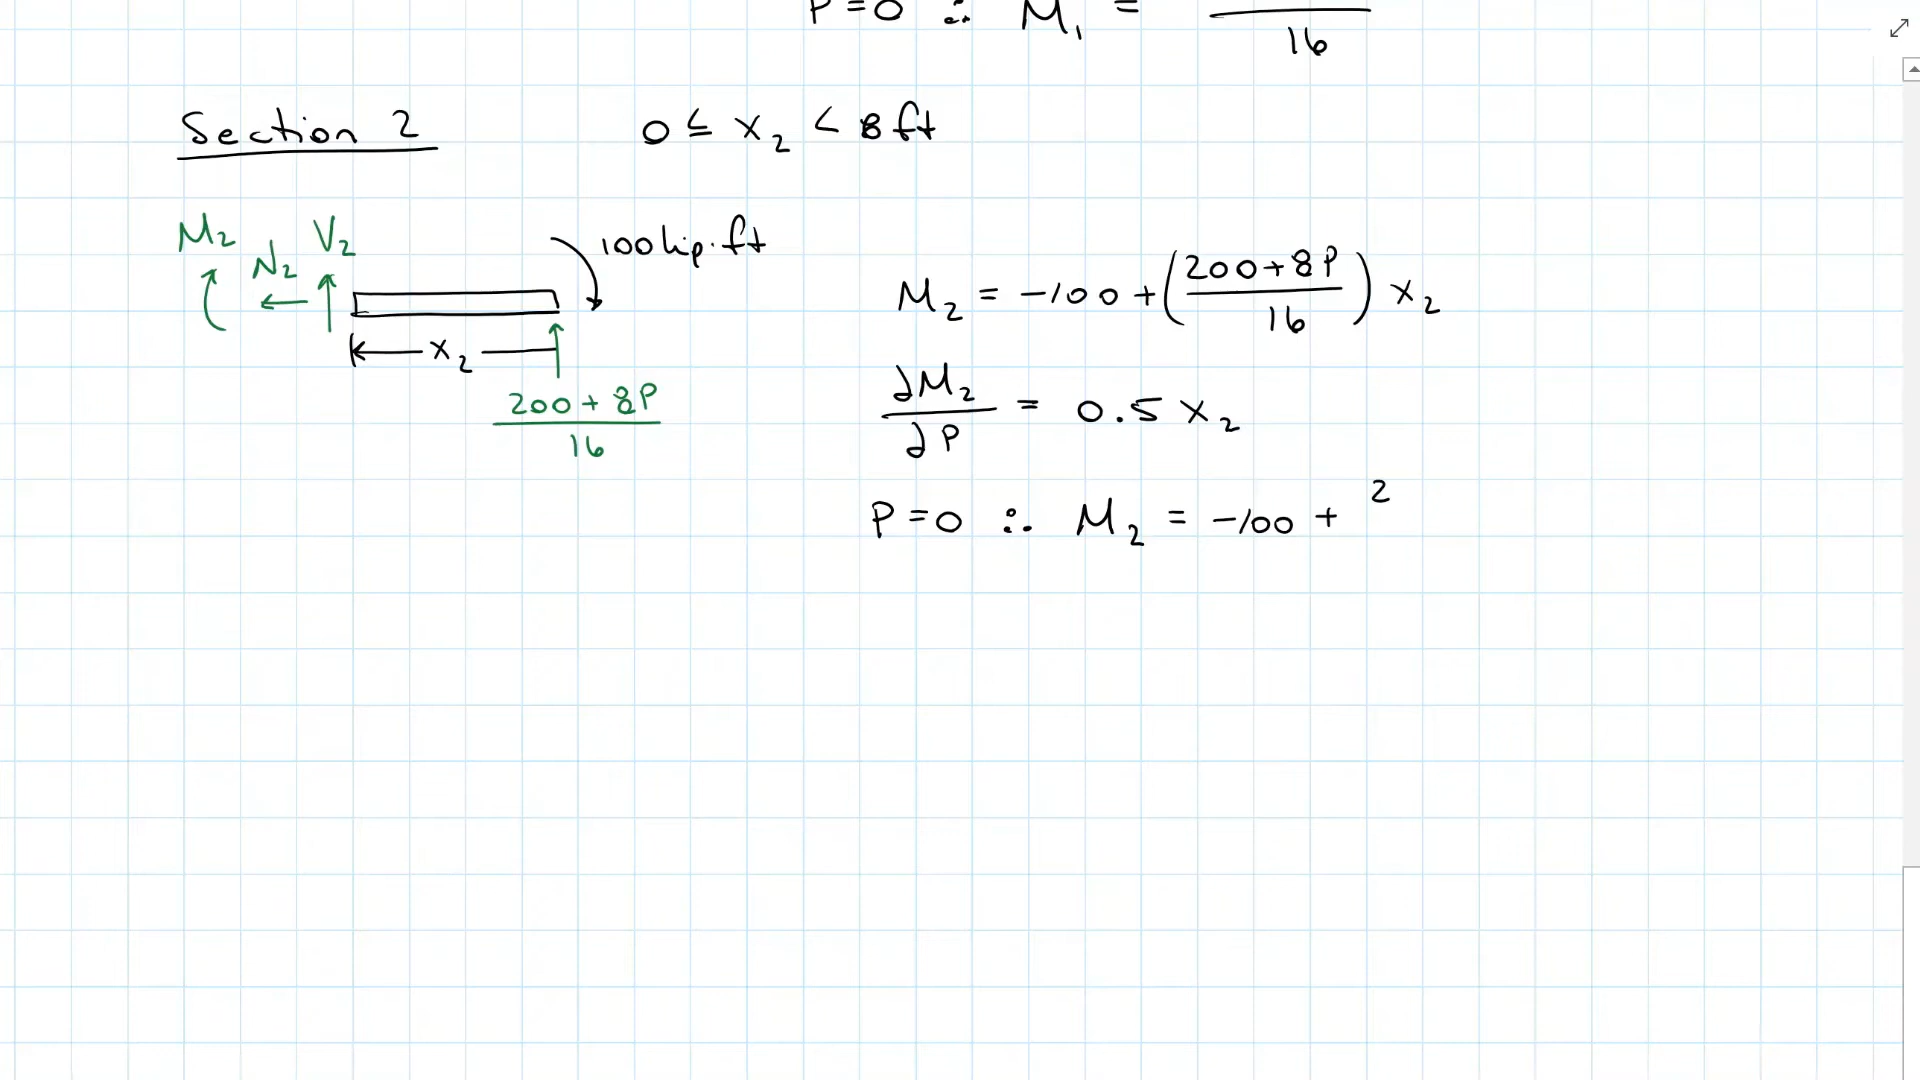 P = 0 ∴ M₁ =
16
Section 2
0 ≤ x₂ < 8 ft
M₂ N₂ V₂
100 kip·ft
x₂
200 + 8P
16
M₂ = -100 + (200 + 8P / 16) x₂
∂M₂ / ∂P = 0.5 x₂
P = 0 ∴ M₂ = -100 + 2